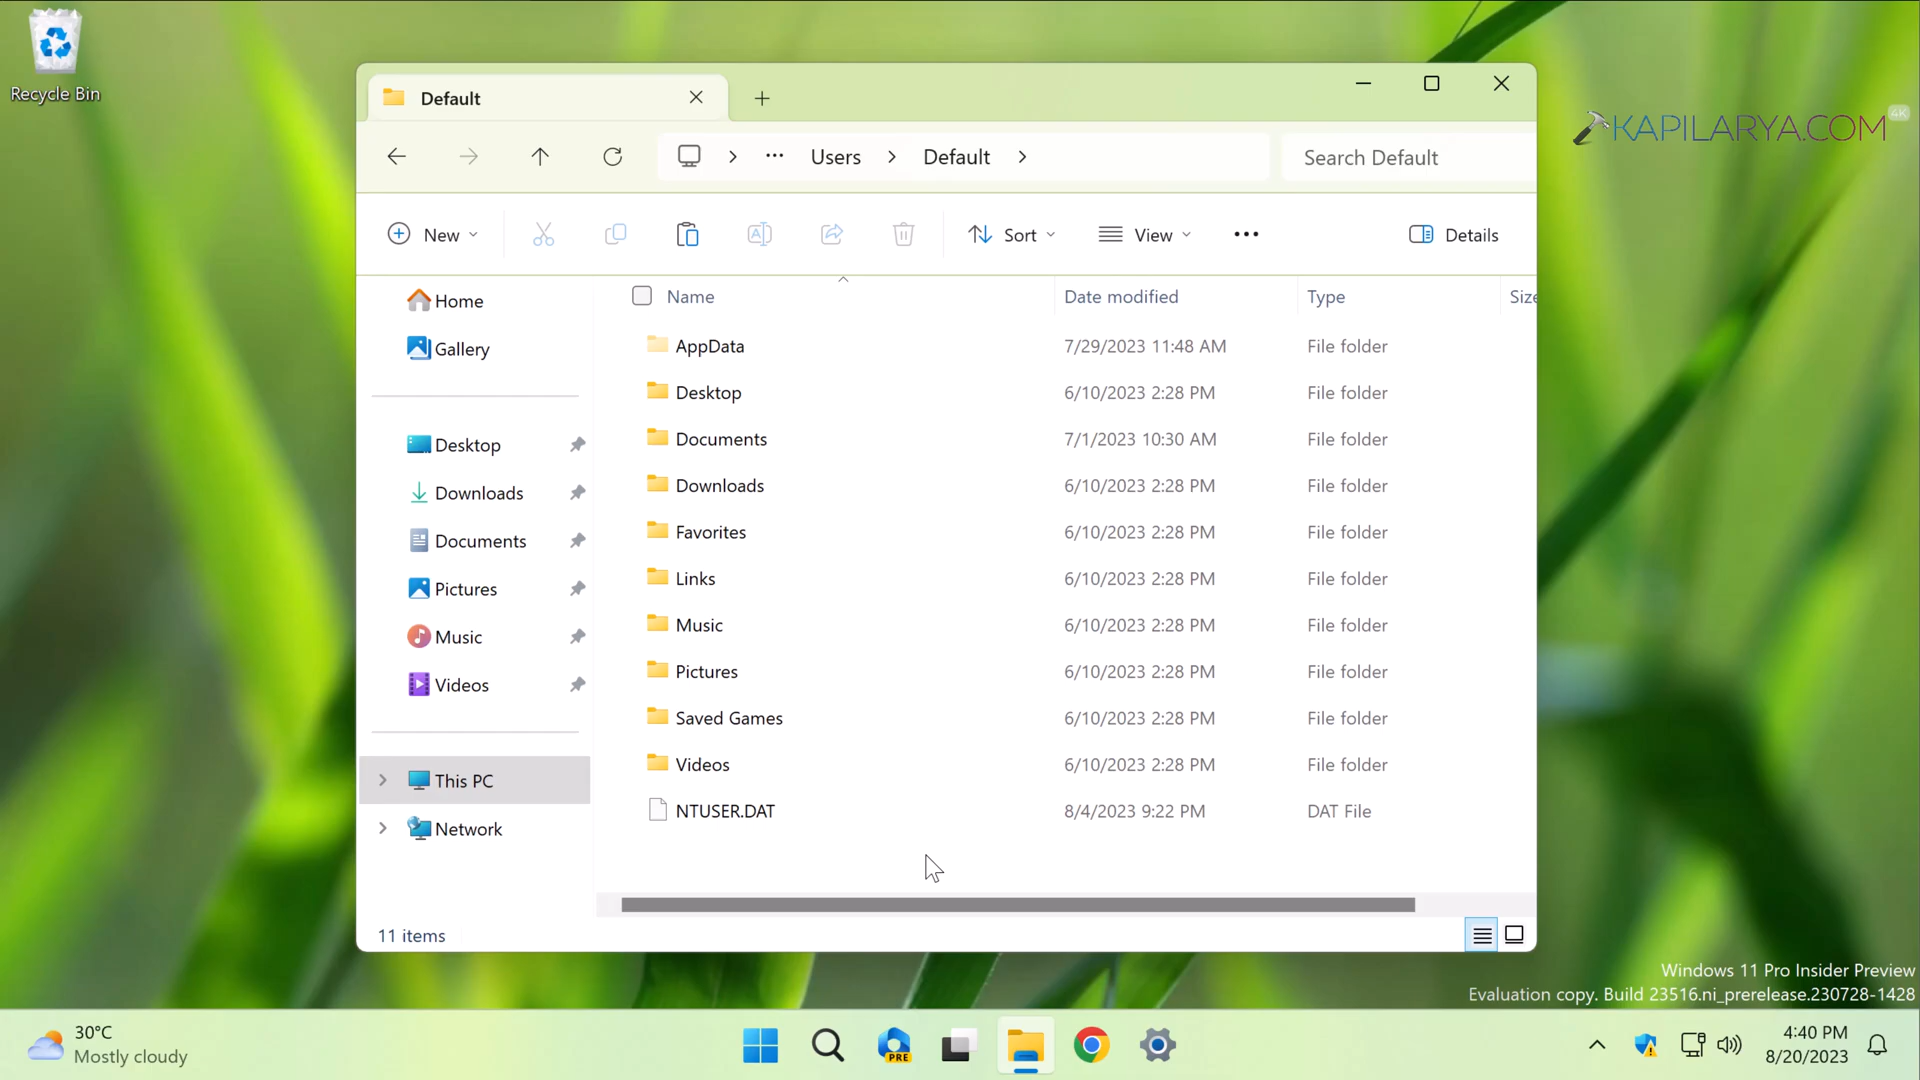 Recycle Bin
Default
KAPILARYA.COM
4K
Users
Default
Search Default
New
Sort
View
Details
Name
Date modified
Type
Size
Home
Gallery
Desktop
Downloads
Documents
Pictures
Music
Videos
This PC
Network
AppData 7/29/2023 11:48 AM File folder
Desktop 6/10/2023 2:28 PM File folder
Documents 7/1/2023 10:30 AM File folder
Downloads 6/10/2023 2:28 PM File folder
Favorites 6/10/2023 2:28 PM File folder
Links 6/10/2023 2:28 PM File folder
Music 6/10/2023 2:28 PM File folder
Pictures 6/10/2023 2:28 PM File folder
Saved Games 6/10/2023 2:28 PM File folder
Videos 6/10/2023 2:28 PM File folder
NTUSER.DAT 8/4/2023 9:22 PM DAT File
11 items
Windows 11 Pro Insider Preview
Evaluation copy. Build 23516.ni_prerelease.230728-1428
30°C
Mostly cloudy
PRE
4:40 PM
8/20/2023